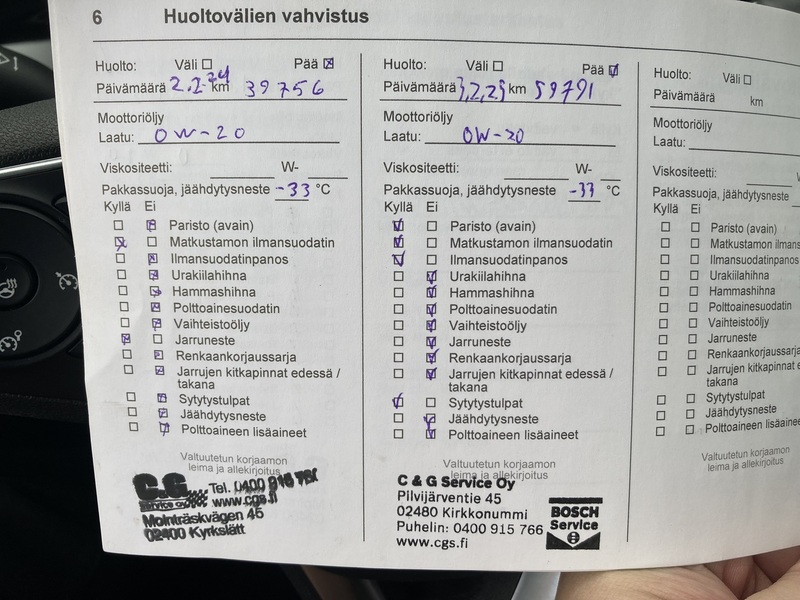 6 Huoltovälien vahvistus
Huolto: Väli Pää
Päivämäärä 2.2.24 km 39756
Moottoriöljy
Laatu: 0W-20
Viskositeetti: W-
Pakkassuoja, jäähdytysneste -33 °C
Kyllä Ei
Paristo (avain)
Matkustamon ilmansuodatin
Ilmansuodatinpanos
Urakiilahihna
Hammashihna
Polttoainesuodatin
Vaihteistoöljy
Jarruneste
Renkaankorjaussarja
Jarrujen kitkapinnat edessä /
takana
Sytytystulpat
Jäähdytysneste
Polttoaineen lisäaineet
Valtuutetun korjaamon
leima ja allekirjoitus
C.G
Service oy
Tel. 0400 915
www.cgs.fi
Molnträskvägen 45
02400 Kyrkslätt
Huolto: Väli Pää
Päivämäärä 3.2.25 km 59791
Moottoriöljy
Laatu: 0W-20
Viskositeetti: W-
Pakkassuoja, jäähdytysneste -37 °C
Kyllä Ei
Paristo (avain)
Matkustamon ilmansuodatin
Ilmansuodatinpanos
Urakiilahihna
Hammashihna
Polttoainesuodatin
Vaihteistoöljy
Jarruneste
Renkaankorjaussarja
Jarrujen kitkapinnat edessä /
takana
Sytytystulpat
Jäähdytysneste
Polttoaineen lisäaineet
Valtuutetun korjaamon
leima ja allekirjoitus
C & G Service Oy
Pilvijärventie 45
02480 Kirkkonummi
Puhelin: 0400 915 766
www.cgs.fi
BOSCH
Service
Huolto: Väli
Päivämäärä km
Moottoriöljy
Laatu:
Viskositeetti:
Pakkassuoja, jäähdytysneste
Kyllä Ei
Paristo (avain)
Matkustamon ilmans
Ilmansuodatinpanos
Urakiilahihna
Hammashihna
Polttoainesuodatin
Vaihteistoöljy
Jarruneste
Renkaankorjaussarja
Jarrujen kitkapinnat e
takana
Sytytystulpat
Jäähdytysneste
Polttoaineen lisäainee
Valtuutetun korjaamon
leima ja allekirjoitus